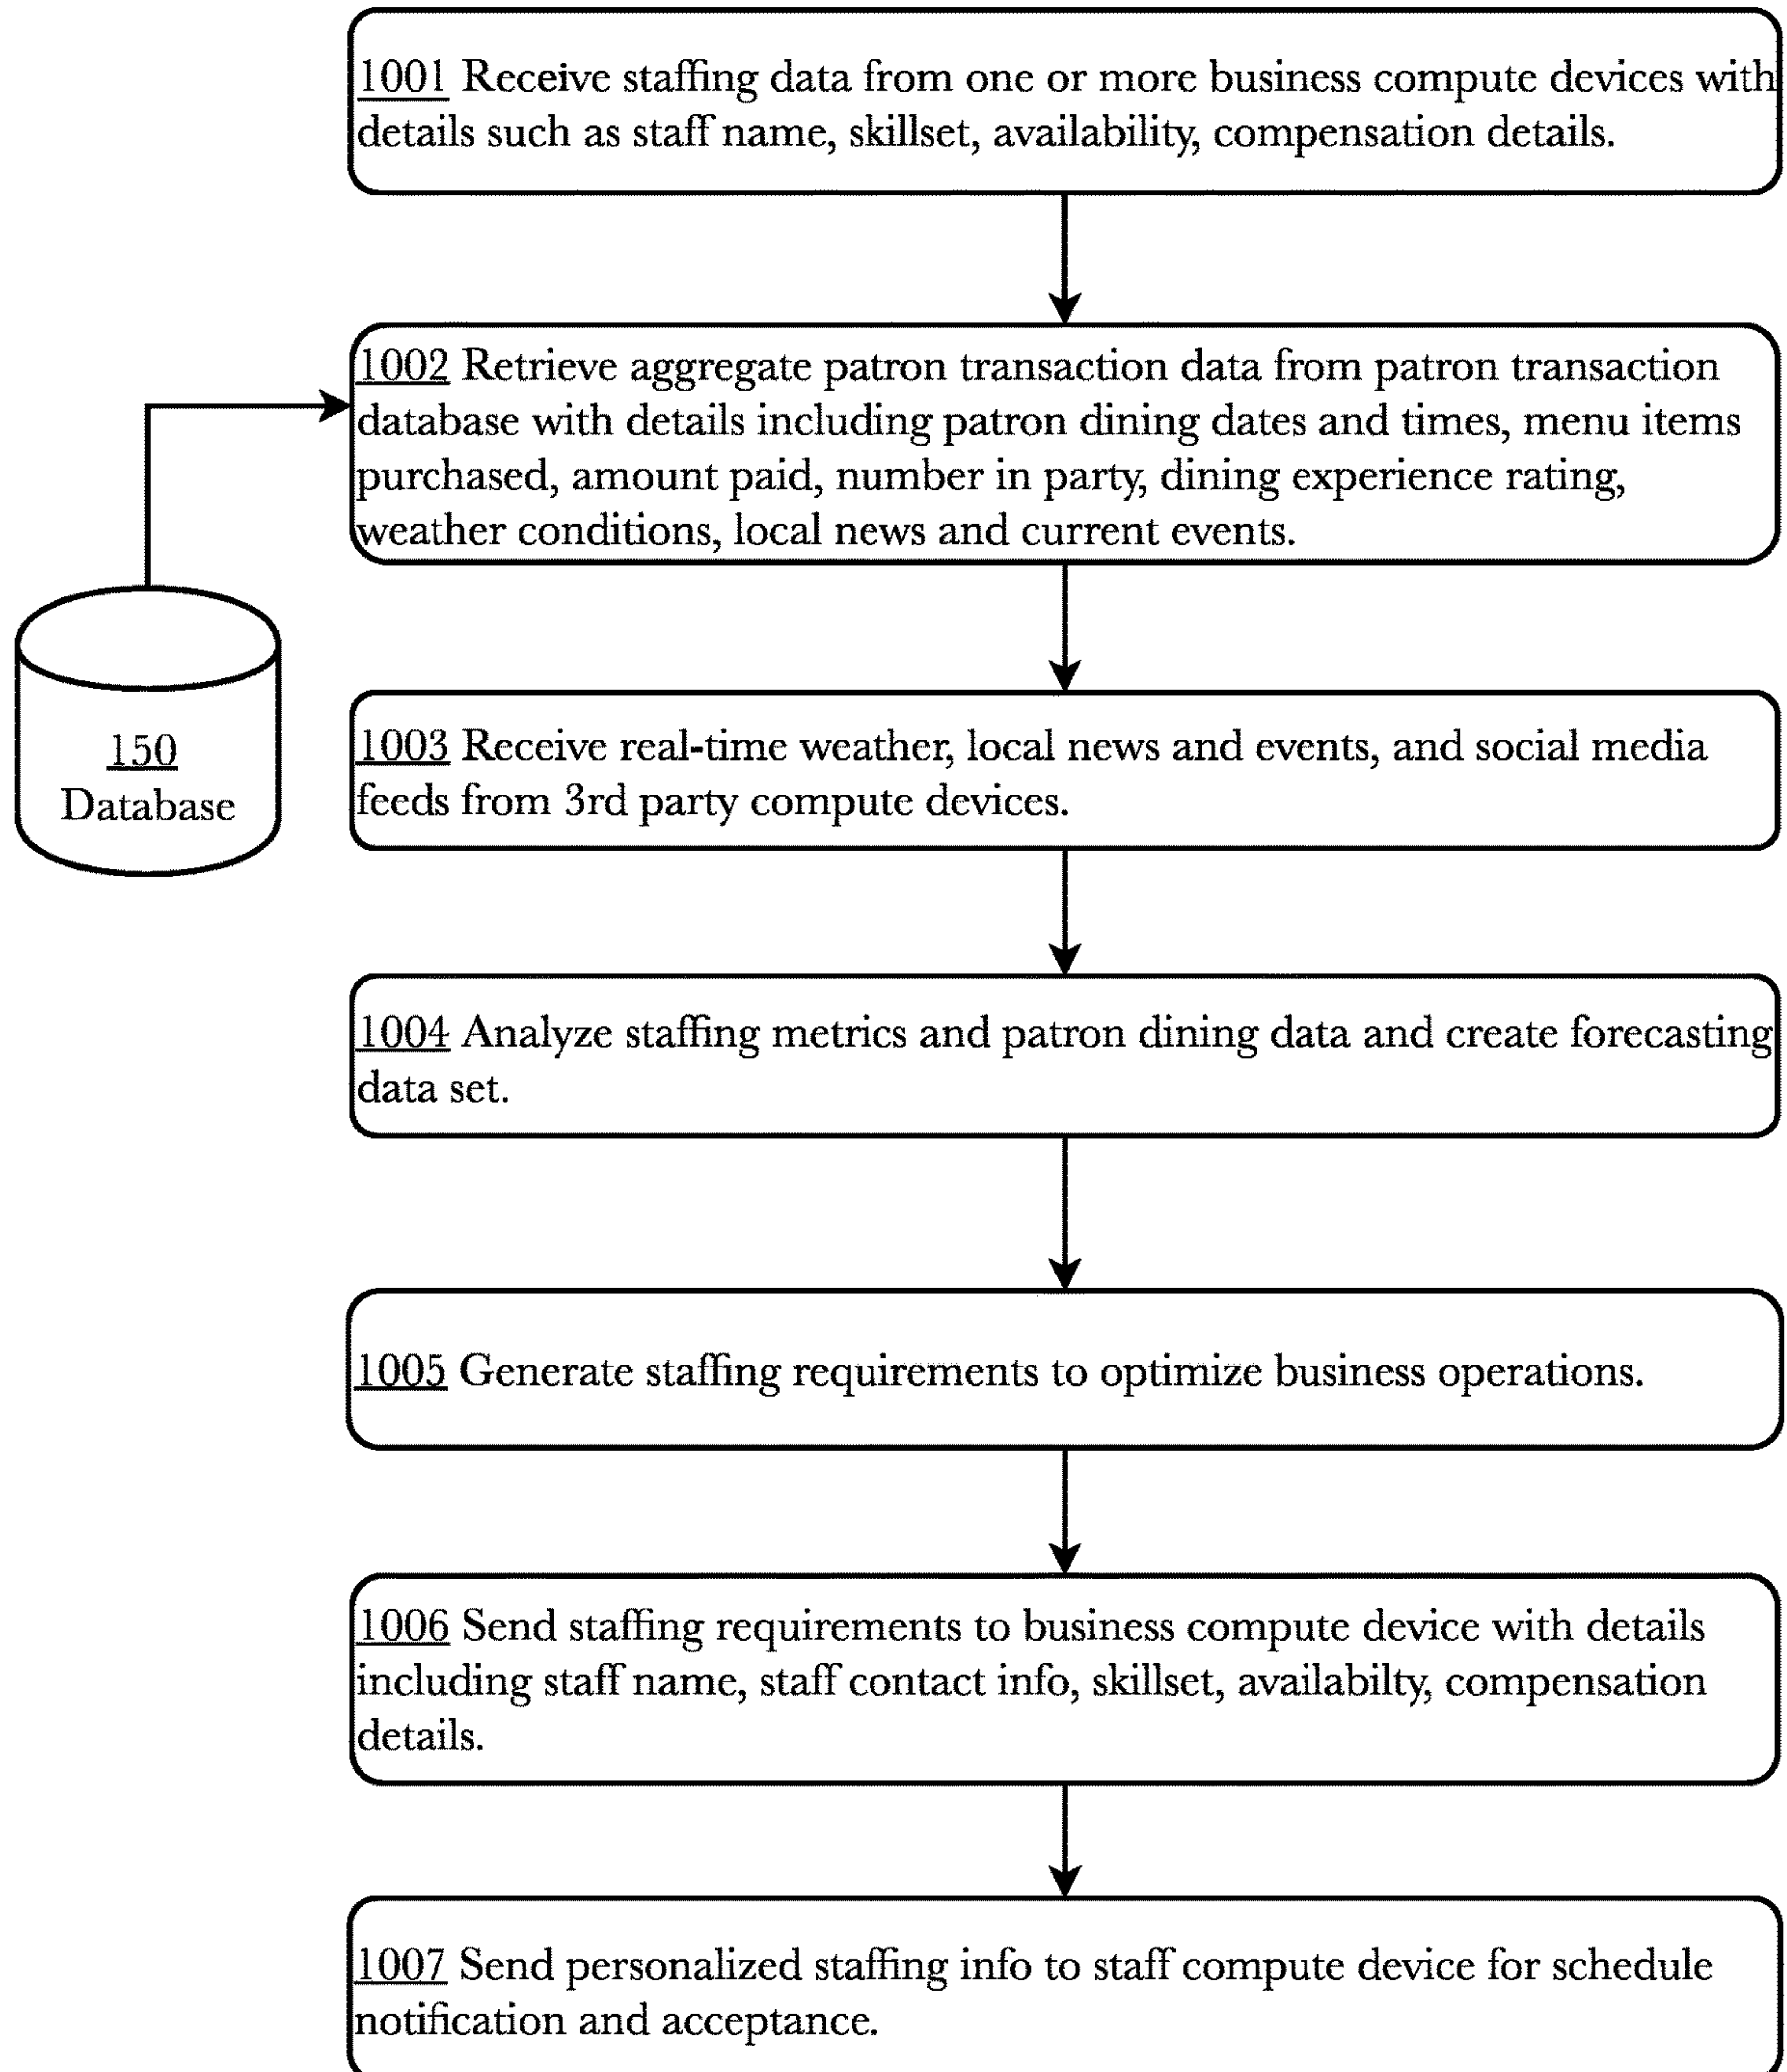 1001 Receive staffing data from one or more business compute devices with
details such as staff name, skillset, availability, compensation details.
1002 Retrieve aggregate patron transaction data from patron transaction
database with details including patron dining dates and times, menu items
purchased, amount paid, number in party, dining experience rating,
weather conditions, local news and current events.
150
Database
1003 Receive real-time weather, local news and events, and social media
feeds from 3rd party compute devices.
1004 Analyze staffing metrics and patron dining data and create forecasting
data set.
1005 Generate staffing requirements to optimize business operations.
1006 Send staffing requirements to business compute device with details
including staff name, staff contact info, skillset, availabilty, compensation
details.
1007 Send personalized staffing info to staff compute device for schedule
notification and acceptance.